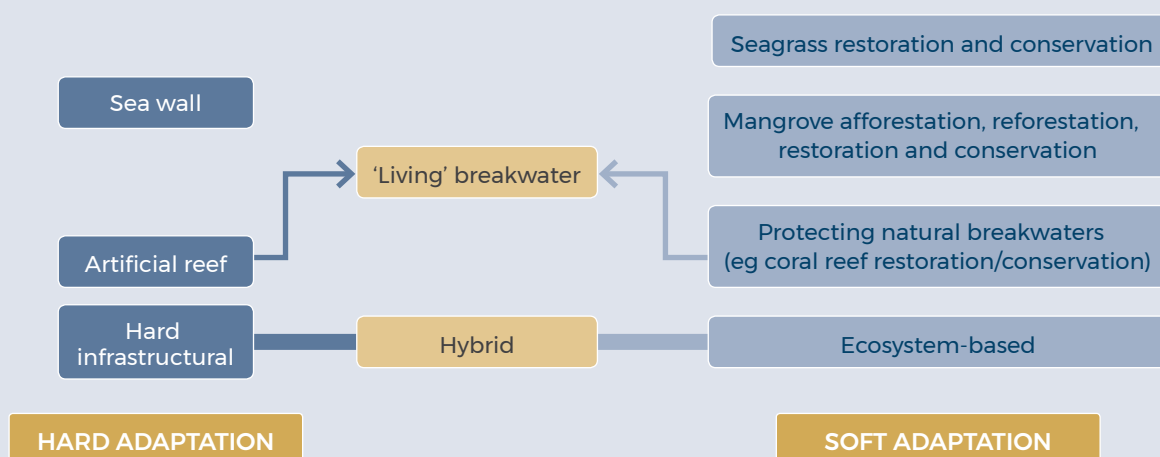 Seagrass restoration and conservation
Sea wall
Mangrove afforestation, reforestation,
restoration and conservation
‘Living’ breakwater
Artificial reef
Protecting natural breakwaters
(eg coral reef restoration/conservation)
Hard
infrastructural
Hybrid
Ecosystem-based
HARD ADAPTATION
SOFT ADAPTATION